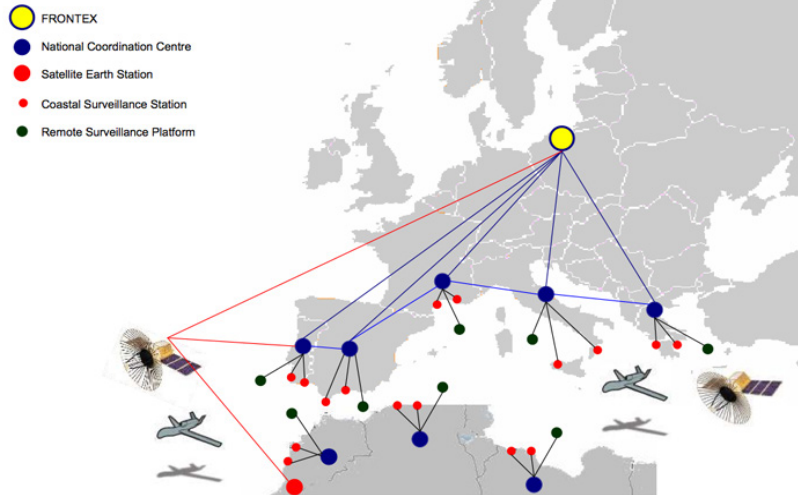 FRONTEX
National Coordination Centre
Satellite Earth Station
Coastal Surveillance Station
Remote Surveillance Platform